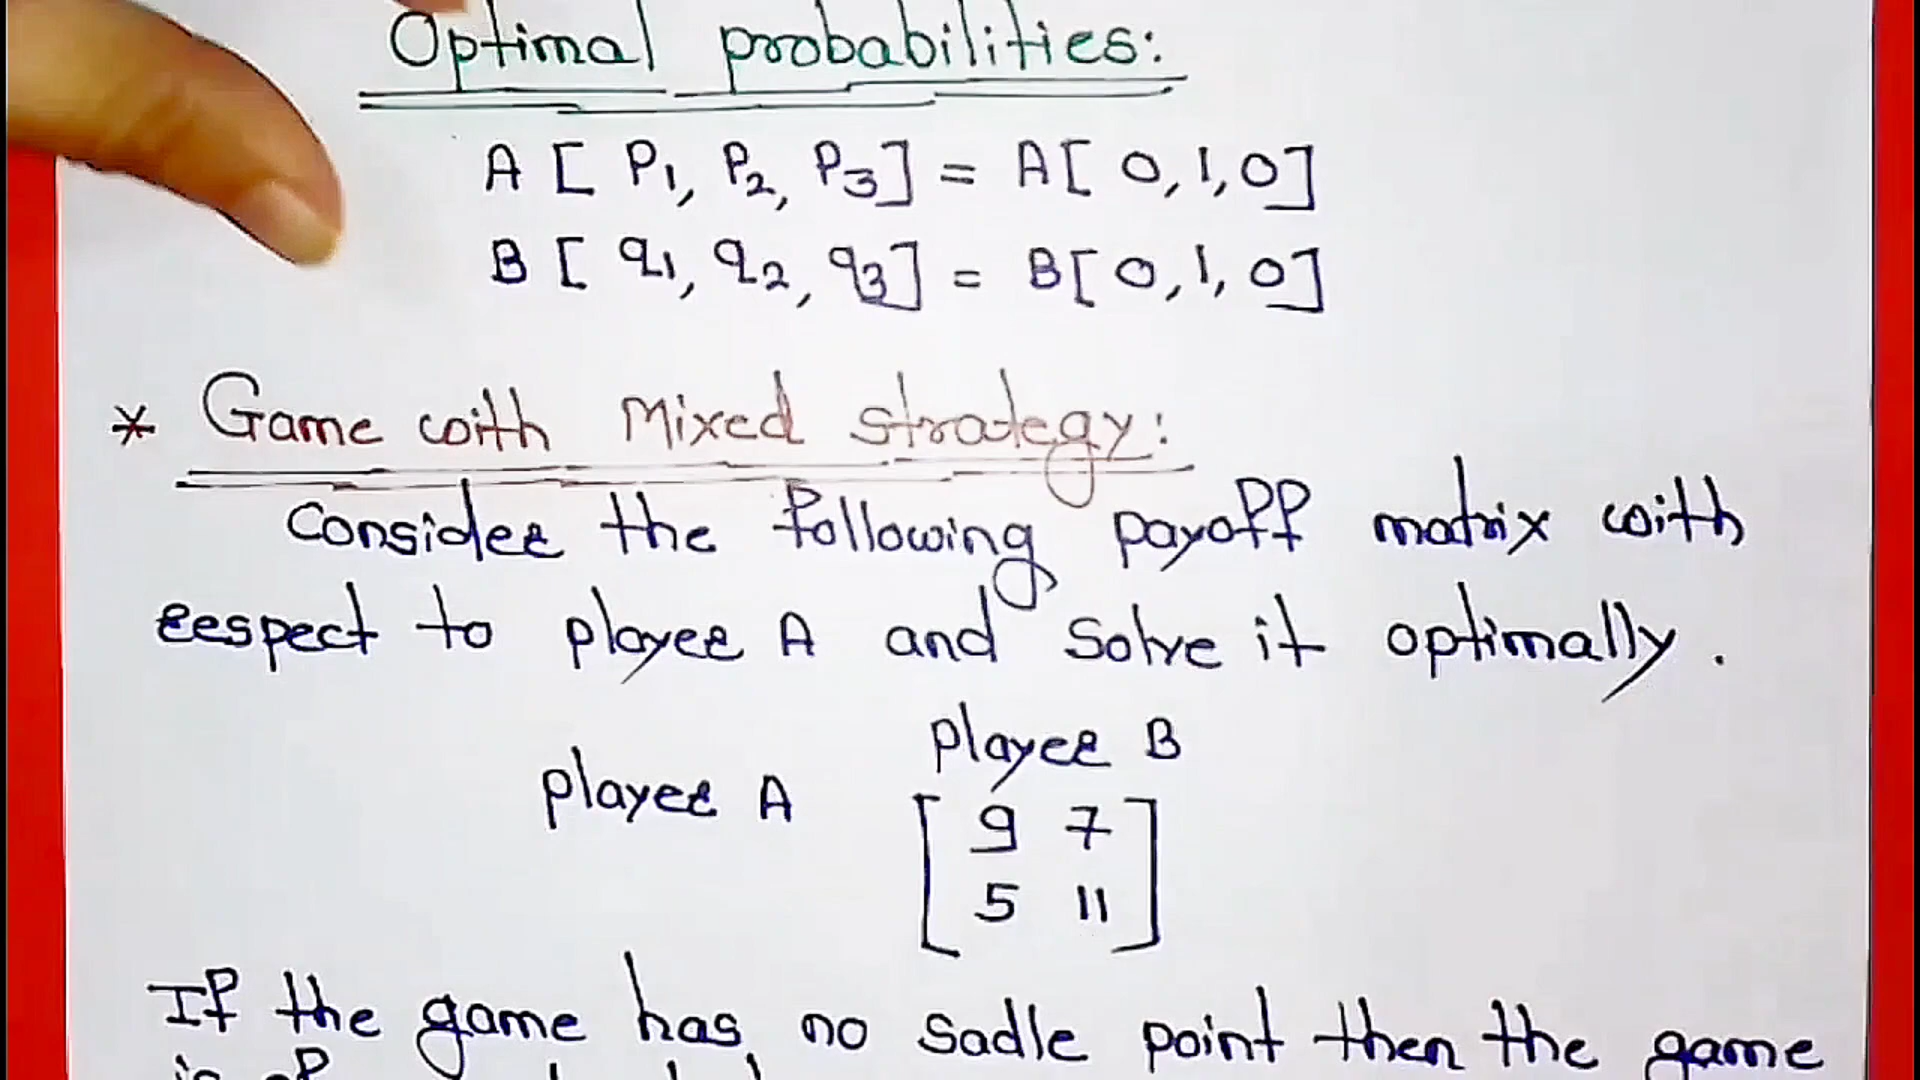 Optimal probabilities:
A [ P1, P2, P3 ] = A [ 0, 1, 0 ]
B [ q1, q2, q3 ] = B [ 0, 1, 0 ]
* Game with Mixed strategy:
Consider the following payoff matrix with
respect to player A and Solve it optimally.
player B
player A
9 7
5 11
If the game has no sadle point then the game
is of